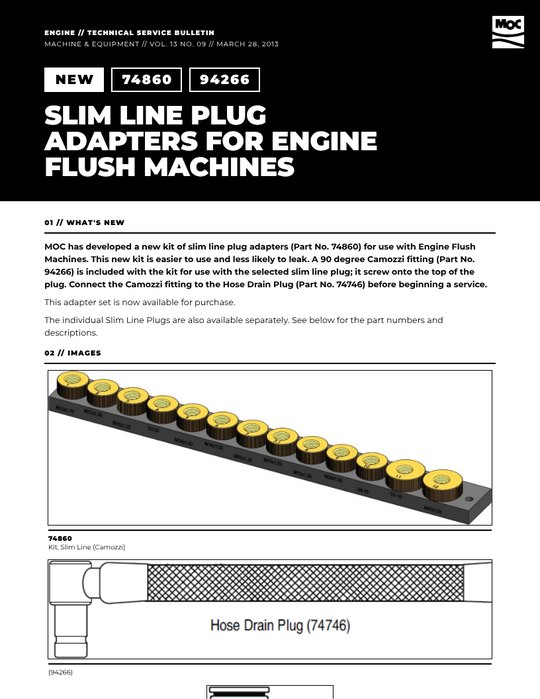 ENGINE // TECHNICAL SERVICE BULLETIN
MACHINE & EQUIPMENT // VOL. 13 NO. 09 // MARCH 28, 2013
MOC
NEW 74860 94266
SLIM LINE PLUG
ADAPTERS FOR ENGINE
FLUSH MACHINES
01 // WHAT'S NEW
MOC has developed a new kit of slim line plug adapters (Part No. 74860) for use with Engine Flush
Machines. This new kit is easier to use and less likely to leak. A 90 degree Camozzi fitting (Part No.
94266) is included with the kit for use with the selected slim line plug; it screw onto the top of the
plug. Connect the Camozzi fitting to the Hose Drain Plug (Part No. 74746) before beginning a service.
This adapter set is now available for purchase.
The individual Slim Line Plugs are also available separately. See below for the part numbers and
descriptions.
02 // IMAGES
74860
Kit, Slim Line (Camozzi)
Hose Drain Plug (74746)
(94266)